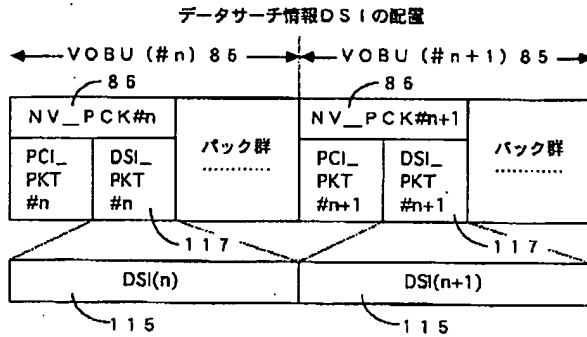 データサーチ情報DSIの配置
VOBU (#n) 85
VOBU (#n+1) 85
86
86
NV_PCK#n
NV_PCK#n+1
PCI_
PKT
#n
DSI_
PKT
#n
パック群
............
PCI_
PKT
#n+1
DSI_
PKT
#n+1
パック群
............
117
117
DSI(n)
DSI(n+1)
115
115